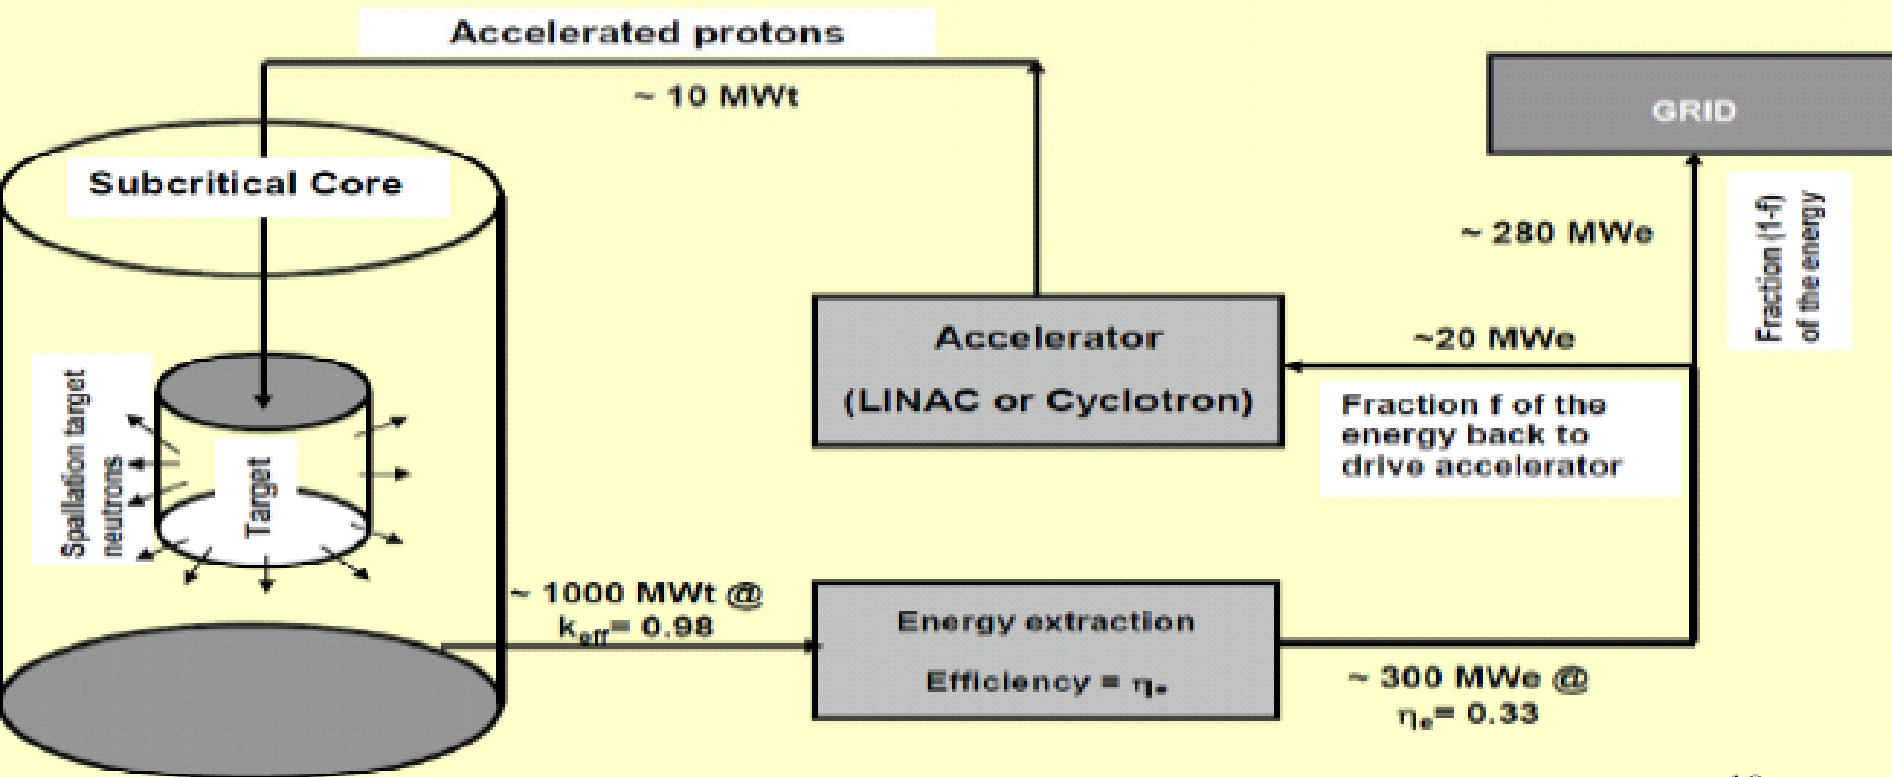 Accelerated protons
~ 10 MWt
GRID
Subcritical Core
~ 280 MWe
Fraction (1-f)
of the energy
Accelerator
(LINAC or Cyclotron)
~20 MWe
Fraction f of the
energy back to
drive accelerator
Spallation target
neutrons
Target
~ 1000 MWt @
keff= 0.98
Energy extraction
Efficiency = ηe
~ 300 MWe @
ηe= 0.33